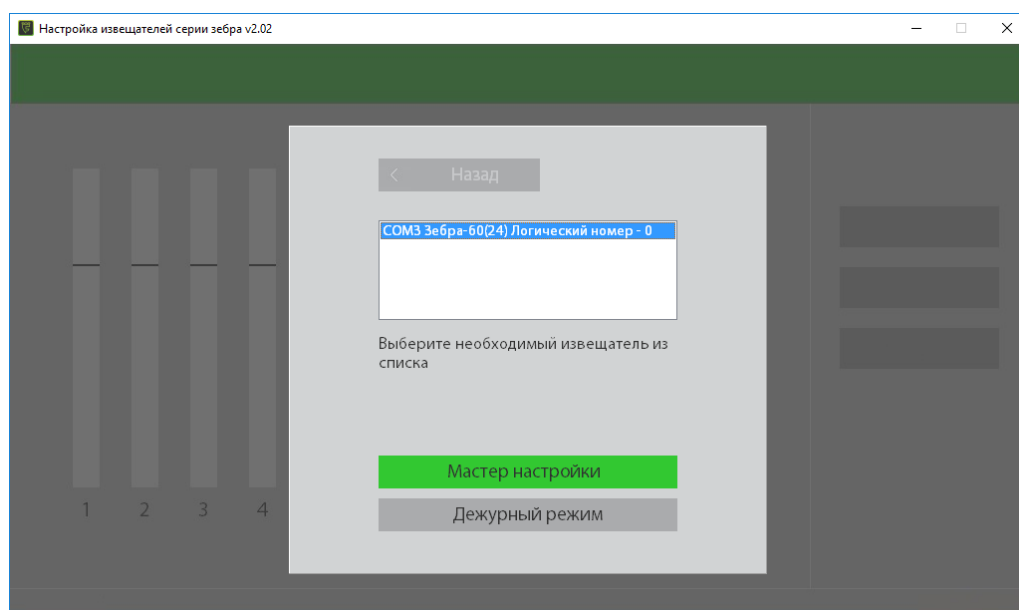 Настройка извещателей серии зебра v2.02
Назад
COM3 Зебра-60(24) Логический номер - 0
Выберите необходимый извещатель из
списка
Мастер настройки
1 2 3 4
Дежурный режим